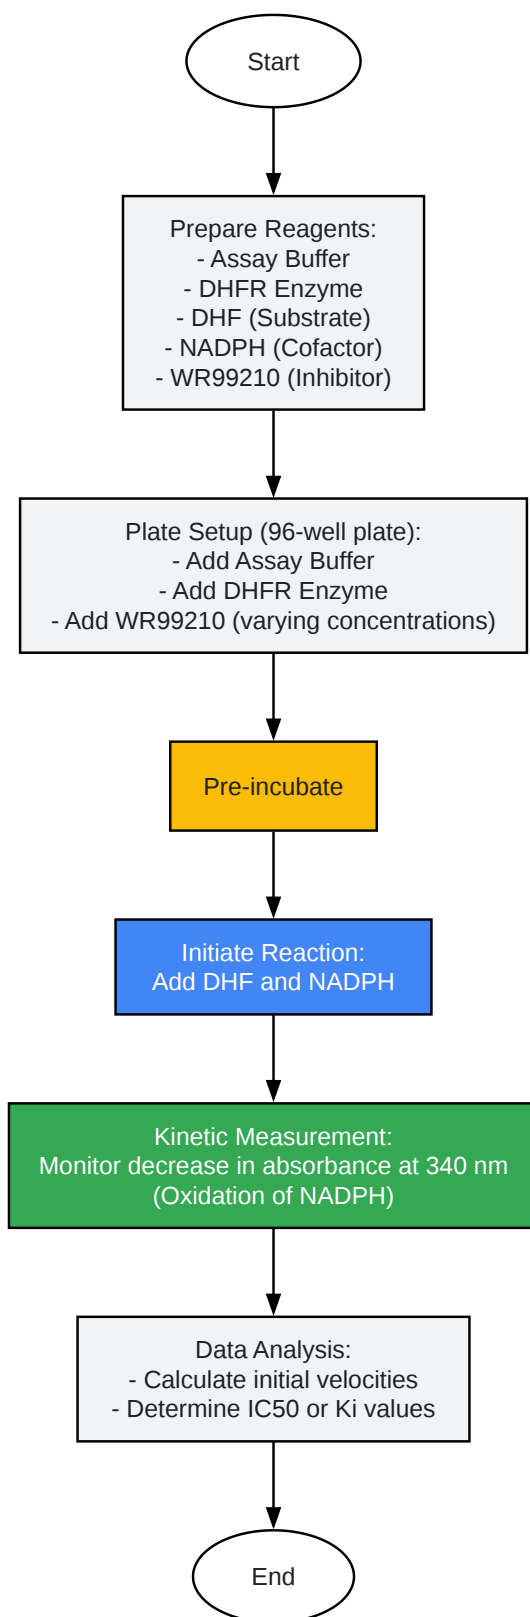 Start
Prepare Reagents:
- Assay Buffer
- DHFR Enzyme
- DHF (Substrate)
- NADPH (Cofactor)
- WR99210 (Inhibitor)
Plate Setup (96-well plate):
- Add Assay Buffer
- Add DHFR Enzyme
- Add WR99210 (varying concentrations)
Pre-incubate
Initiate Reaction:
Add DHF and NADPH
Kinetic Measurement:
Monitor decrease in absorbance at 340 nm
(Oxidation of NADPH)
Data Analysis:
- Calculate initial velocities
- Determine IC50 or Ki values
End